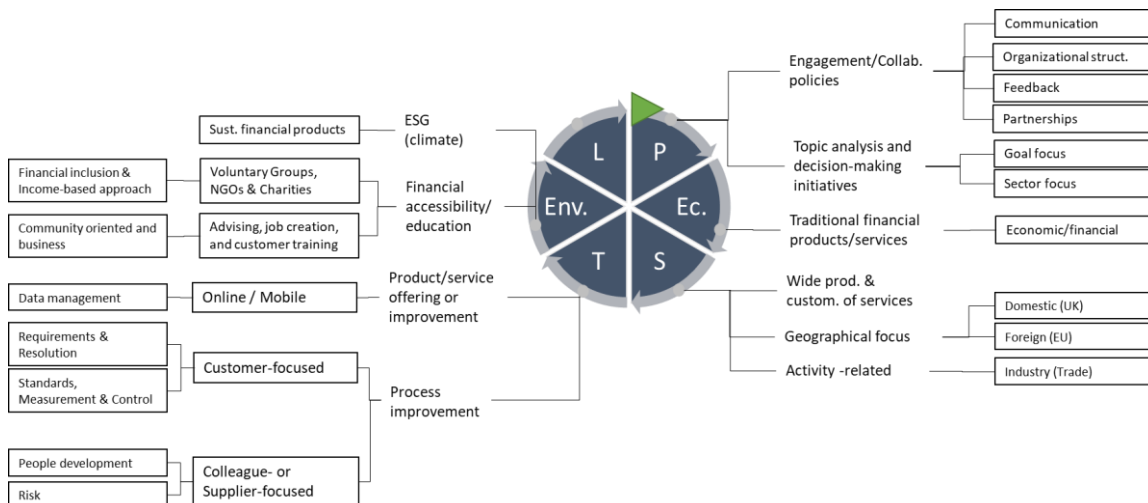 Communication
Engagement/Collab.
policies
Organizational struct.
Feedback
Partnerships
Topic analysis and
decision-making
initiatives
Goal focus
Sector focus
Traditional financial
products/services
Economic/financial
Wide prod. &
custom. of services
Geographical focus
Domestic (UK)
Foreign (EU)
Activity -related
Industry (Trade)
L
P
Env.
Ec.
T
S
ESG
(climate)
Sust. financial products
Financial
accessibility/
education
Voluntary Groups,
NGOs & Charities
Financial inclusion &
Income-based approach
Advising, job creation,
and customer training
Community oriented and
business
Product/service
offering or
improvement
Online / Mobile
Data management
Process
improvement
Customer-focused
Requirements &
Resolution
Standards,
Measurement & Control
Colleague- or
Supplier-focused
People development
Risk